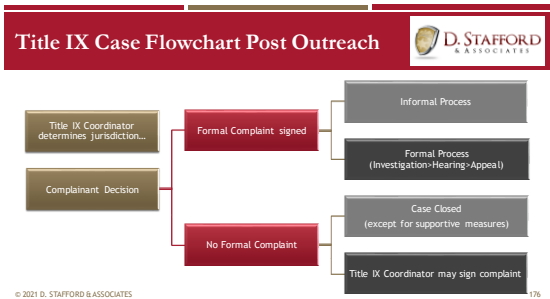 Title IX Case Flowchart Post Outreach
D. STAFFORD
& ASSOCIATES
Title IX Coordinator
determines jurisdiction…
Complainant Decision
Formal Complaint signed
Informal Process
Formal Process
(Investigation>Hearing>Appeal)
No Formal Complaint
Case Closed
(except for supportive measures)
Title IX Coordinator may sign complaint
© 2021 D. STAFFORD & ASSOCIATES
176